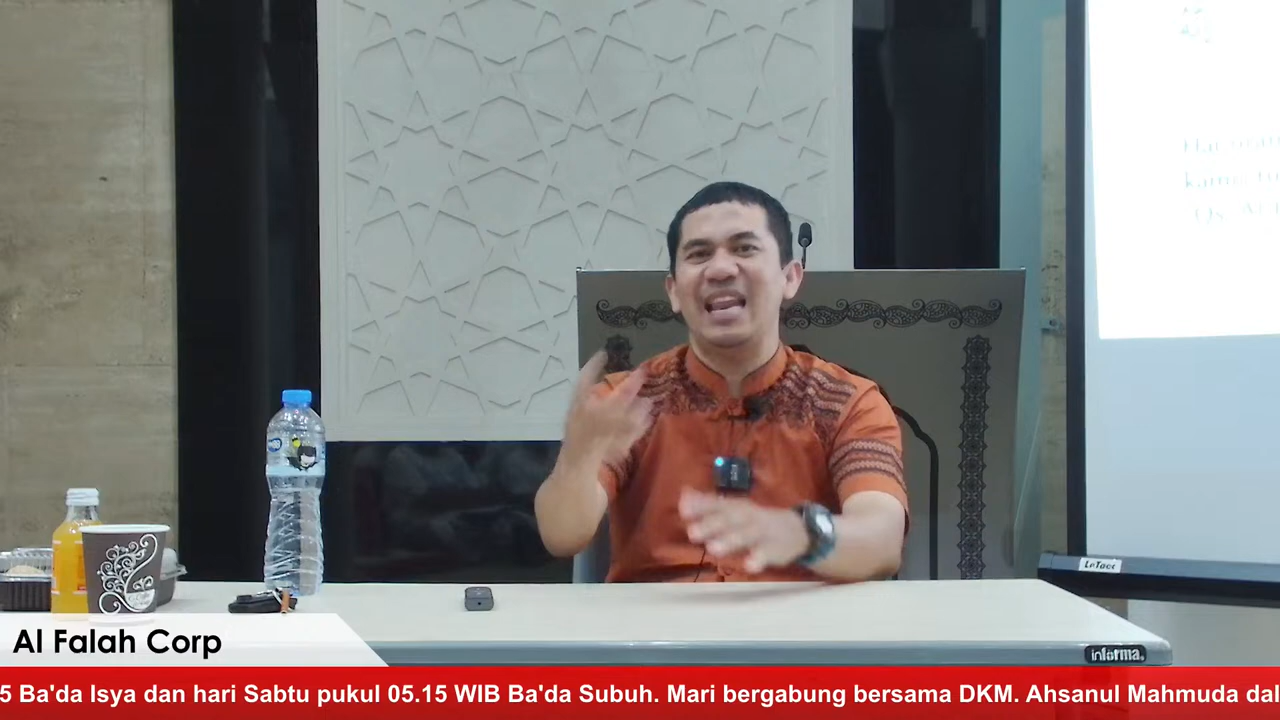 LeTaec
informa.
Al Falah Corp
5 Ba'da Isya dan hari Sabtu pukul 05.15 WIB Ba'da Subuh. Mari bergabung bersama DKM. Ahsanul Mahmuda dal